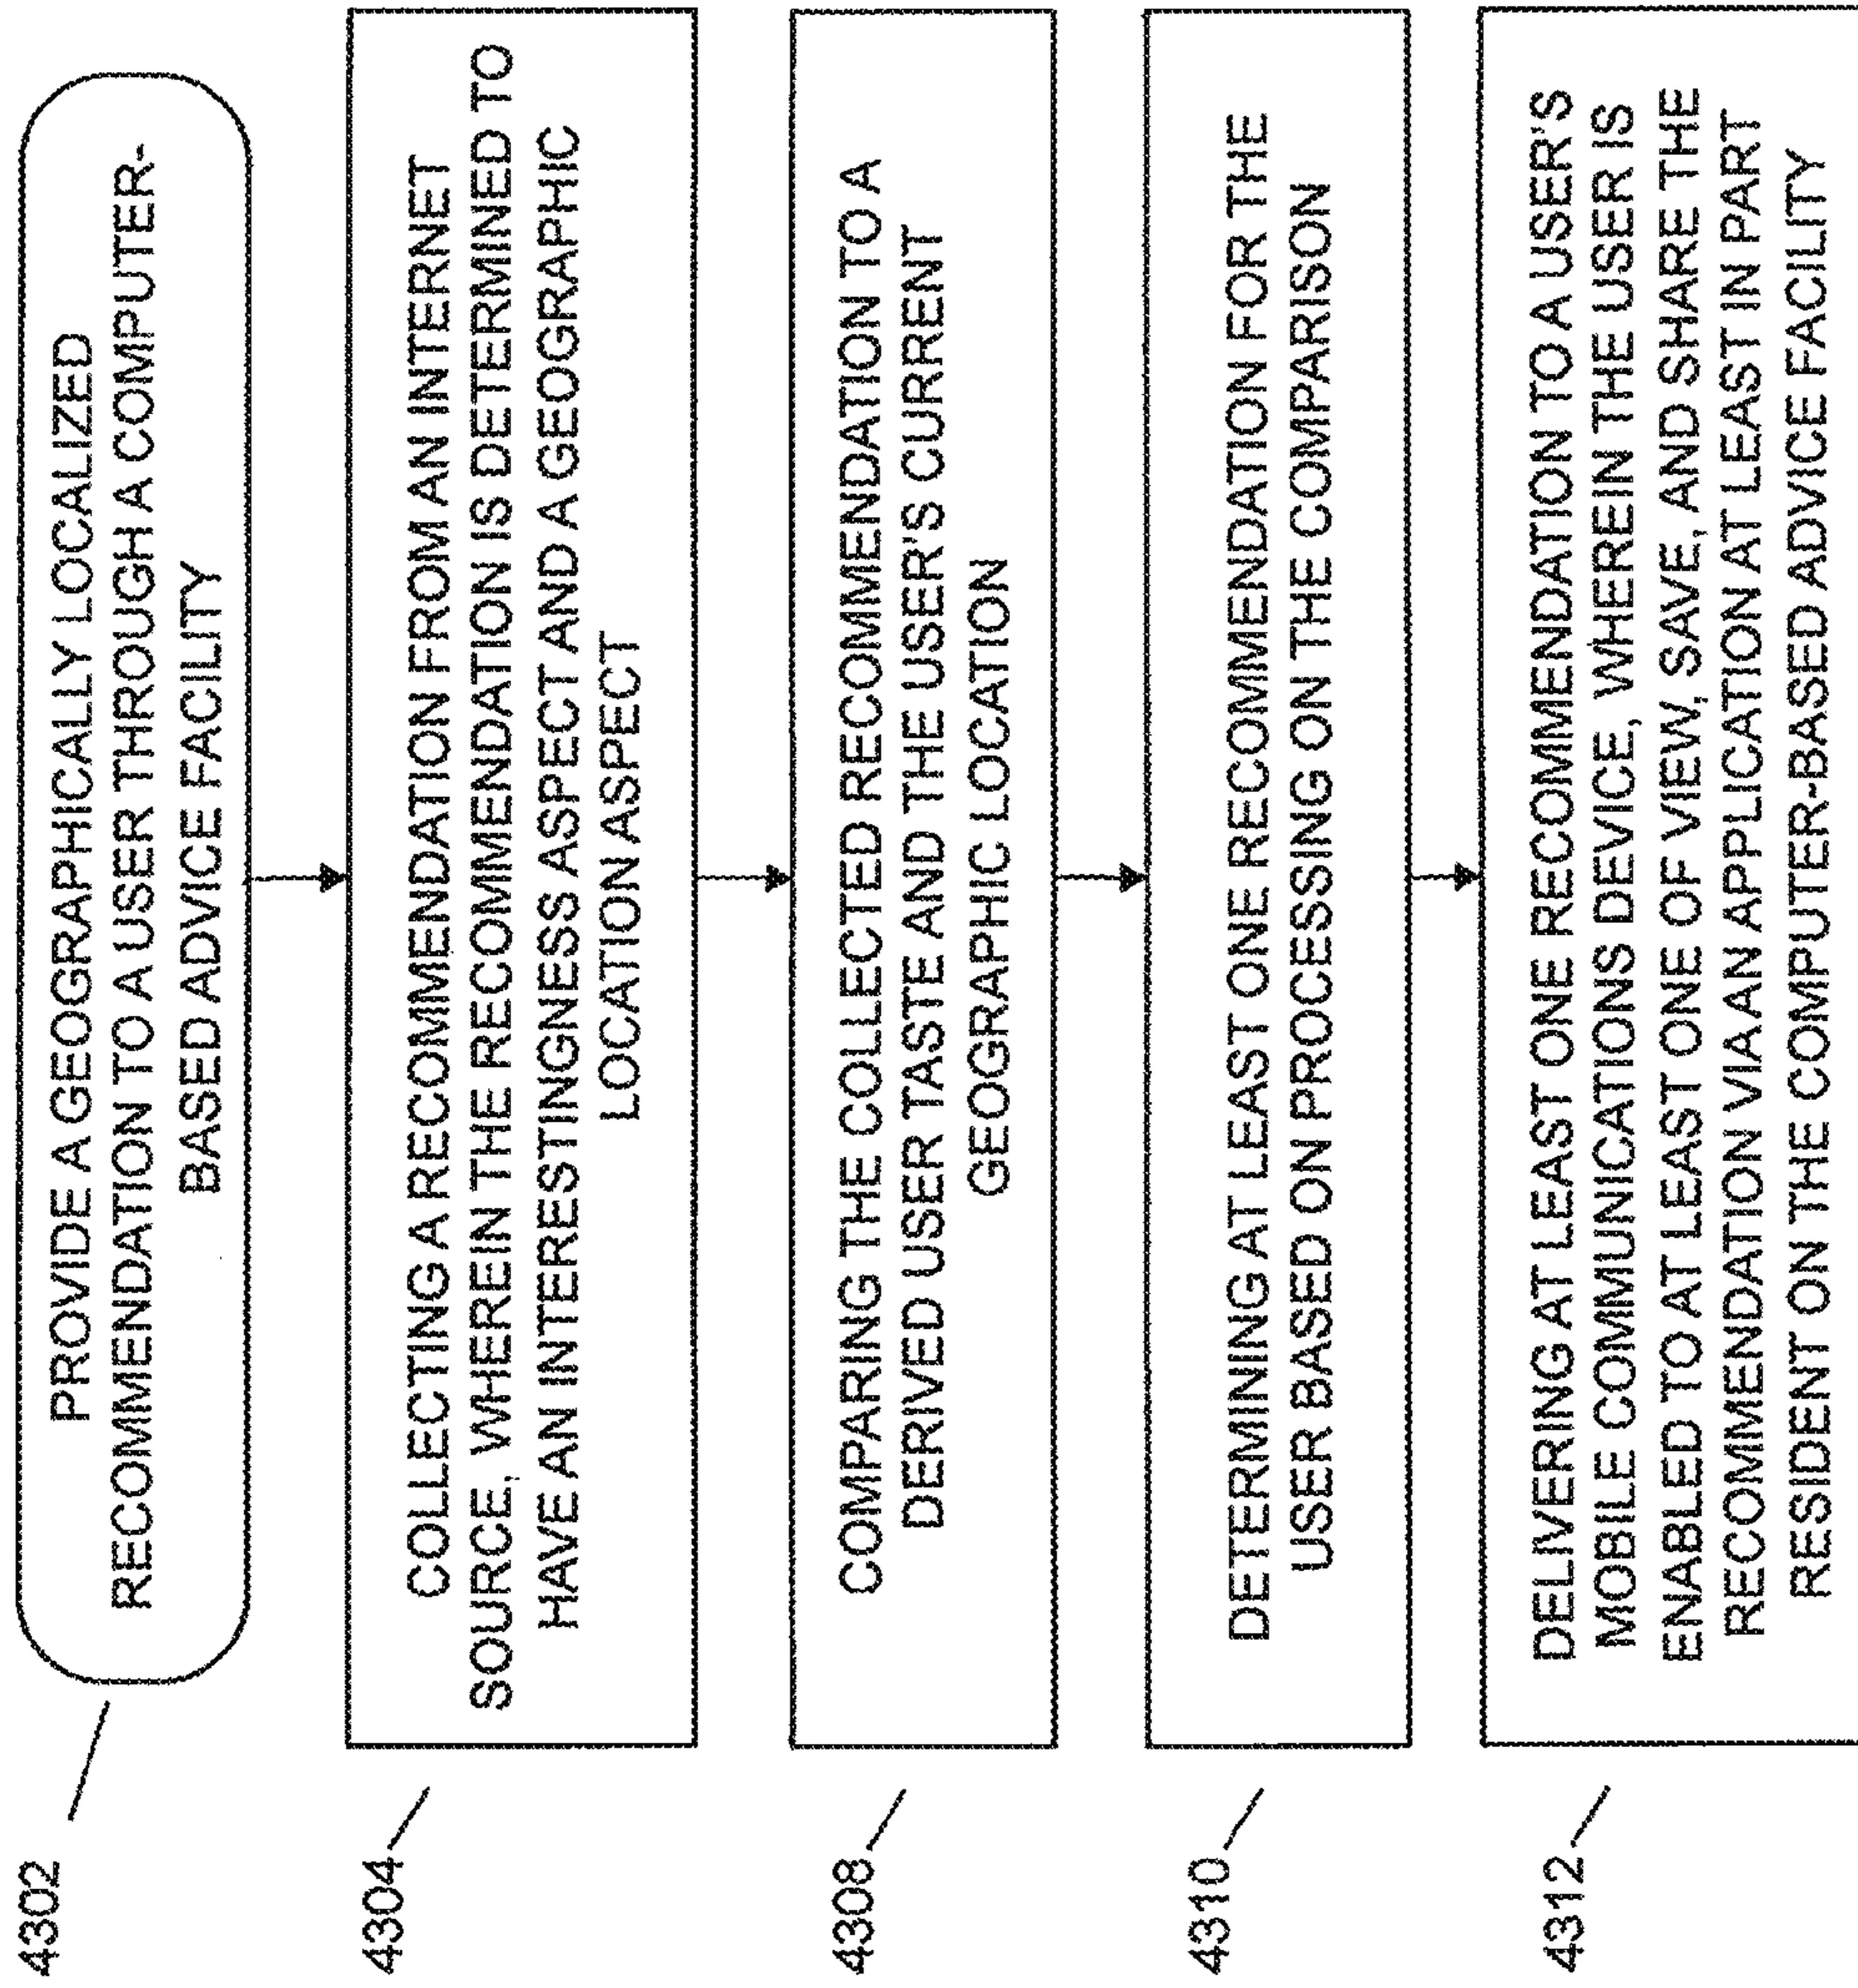 4302
PROVIDE A GEOGRAPHICALLY LOCALIZED
RECOMMENDATION TO A USER THROUGH A COMPUTER-
BASED ADVICE FACILITY
4304
COLLECTING A RECOMMENDATION FROM AN INTERNET
SOURCE, WHEREIN THE RECOMMENDATION IS DETERMINED TO
HAVE AN INTERESTINGNESS ASPECT AND A GEOGRAPHIC
LOCATION ASPECT
4308
COMPARING THE COLLECTED RECOMMENDATION TO A
DERIVED USER TASTE AND THE USER'S CURRENT
GEOGRAPHIC LOCATION
4310
DETERMINING AT LEAST ONE RECOMMENDATION FOR THE
USER BASED ON PROCESSING ON THE COMPARISON
4312
DELIVERING AT LEAST ONE RECOMMENDATION TO A USER'S
MOBILE COMMUNICATIONS DEVICE, WHEREIN THE USER IS
ENABLED TO AT LEAST ONE OF VIEW, SAVE, AND SHARE THE
RECOMMENDATION VIA AN APPLICATION AT LEAST IN PART
RESIDENT ON THE COMPUTER-BASED ADVICE FACILITY